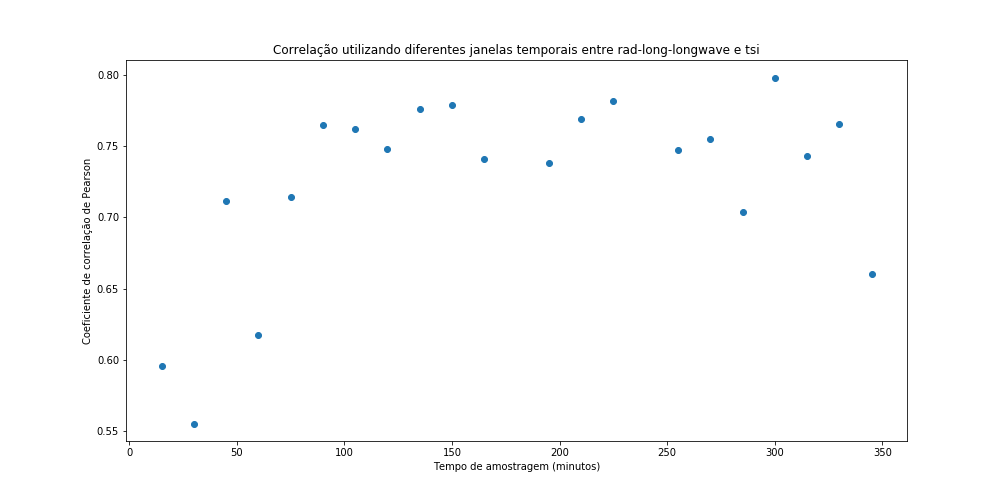 Correlação utilizando diferentes janelas temporais entre rad-long-longwave e tsi
Coeficiente de correlação de Pearson
0.80
0.75
0.70
0.65
0.60
0.55
0 50 100 150 200 250 300 350
Tempo de amostragem (minutos)